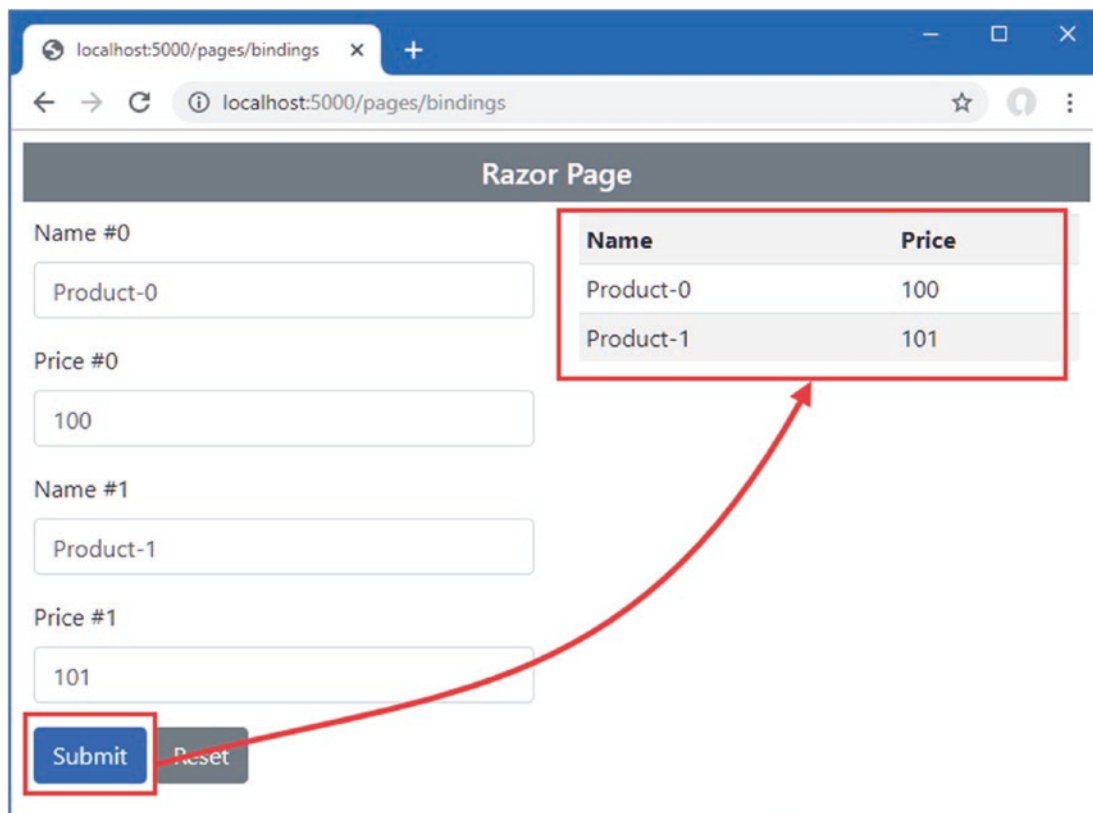 localhost:5000/pages/bindings
localhost:5000/pages/bindings
Razor Page
Name #0
Product-0
Price #0
100
Name #1
Product-1
Price #1
101
Submit Reset
Name Price
Product-0 100
Product-1 101